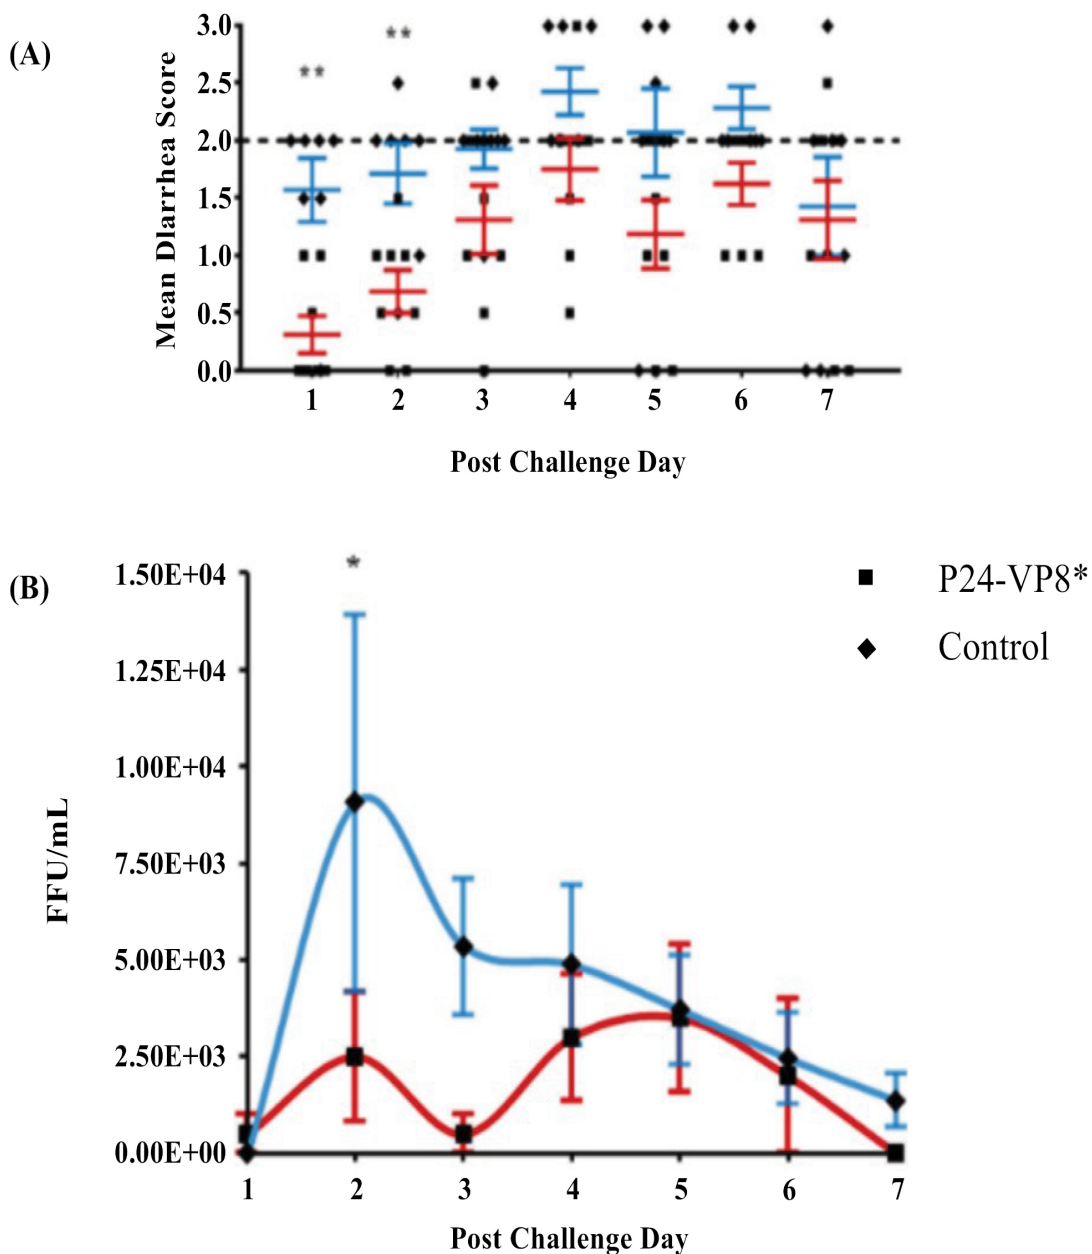 (A)
**
**
Mean DIarrhea Score
3.0
2.5
2.0
1.5
1.0
0.5
0.0
1 2 3 4 5 6 7
Post Challenge Day
(B)
*
FFU/mL
1.50E+04
1.25E+04
1.00E+04
7.50E+03
5.00E+03
2.50E+03
0.00E+00
1 2 3 4 5 6 7
Post Challenge Day
P24-VP8*
Control